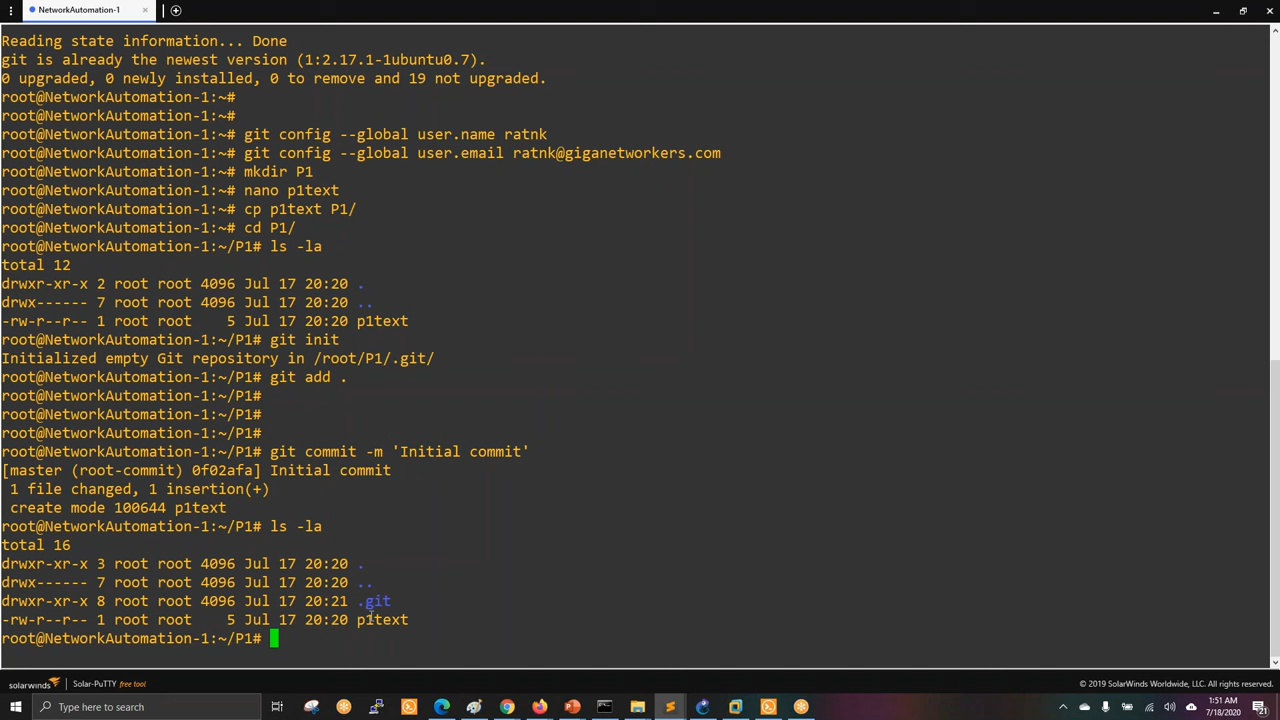 NetworkAutomation-1
Reading state information... Done
git is already the newest version (1:2.17.1-1ubuntu0.7).
0 upgraded, 0 newly installed, 0 to remove and 19 not upgraded.
root@NetworkAutomation-1:~#
root@NetworkAutomation-1:~#
root@NetworkAutomation-1:~# git config --global user.name ratnk
root@NetworkAutomation-1:~# git config --global user.email ratnk@giganetworkers.com
root@NetworkAutomation-1:~# mkdir P1
root@NetworkAutomation-1:~# nano p1text
root@NetworkAutomation-1:~# cp p1text P1/
root@NetworkAutomation-1:~# cd P1/
root@NetworkAutomation-1:~/P1# ls -la
total 12
drwxr-xr-x 2 root root 4096 Jul 17 20:20 .
drwx------ 7 root root 4096 Jul 17 20:20 ..
-rw-r--r-- 1 root root    5 Jul 17 20:20 p1text
root@NetworkAutomation-1:~/P1# git init
Initialized empty Git repository in /root/P1/.git/
root@NetworkAutomation-1:~/P1# git add .
root@NetworkAutomation-1:~/P1#
root@NetworkAutomation-1:~/P1#
root@NetworkAutomation-1:~/P1#
root@NetworkAutomation-1:~/P1# git commit -m 'Initial commit'
[master (root-commit) 0f02afa] Initial commit
 1 file changed, 1 insertion(+)
 create mode 100644 p1text
root@NetworkAutomation-1:~/P1# ls -la
total 16
drwxr-xr-x 3 root root 4096 Jul 17 20:20 .
drwx------ 7 root root 4096 Jul 17 20:20 ..
drwxr-xr-x 8 root root 4096 Jul 17 20:21 .git
-rw-r--r-- 1 root root    5 Jul 17 20:20 p1text
root@NetworkAutomation-1:~/P1#
solarwinds Solar-PuTTY free tool © 2019 SolarWinds Worldwide, LLC. All rights reserved.
Type here to search
ENG
1:51 AM
7/18/2020
21